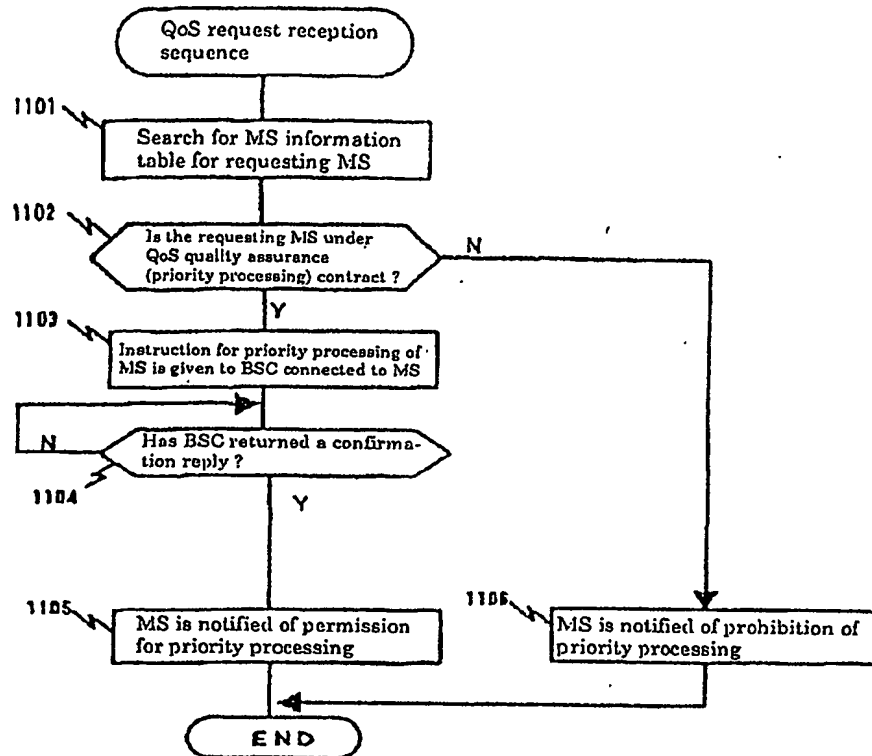 QoS request reception
sequence
1101
Search for MS information
table for requesting MS
1102
Is the requesting MS under
QoS quality assurance
(priority processing) contract ?
N
Y
1103
Instruction for priority processing of
MS is given to BSC connected to MS
N
Has BSC returned a confirma-
tion reply ?
1104
Y
1105
MS is notified of permission
for priority processing
1106
MS is notified of prohibition of
priority processing
END